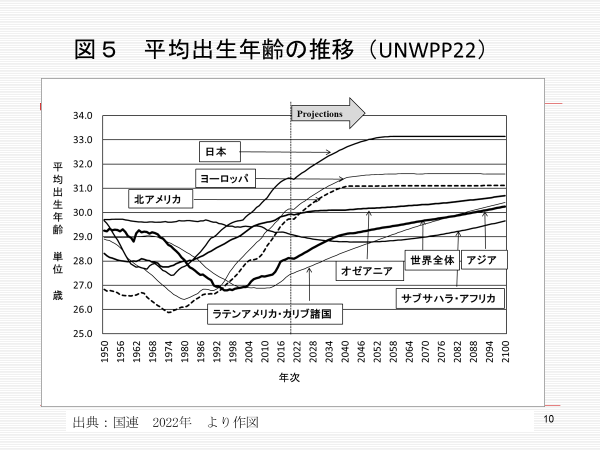 図５　平均出生年齢の推移（UNWPP22）
Projections
34.0
33.0
32.0
31.0
30.0
29.0
28.0
27.0
26.0
25.0
平均出生年齢　単位　歳
日本
ヨーロッパ
北アメリカ
オゼアニア
世界全体
アジア
サブサハラ・アフリカ
ラテンアメリカ・カリブ諸国
1950 1956 1962 1968 1974 1980 1986 1992 1998 2004 2010 2016 2022 2028 2034 2040 2046 2052 2058 2064 2070 2076 2082 2088 2094 2100
年次
出典：国連　2022年　より作図
10